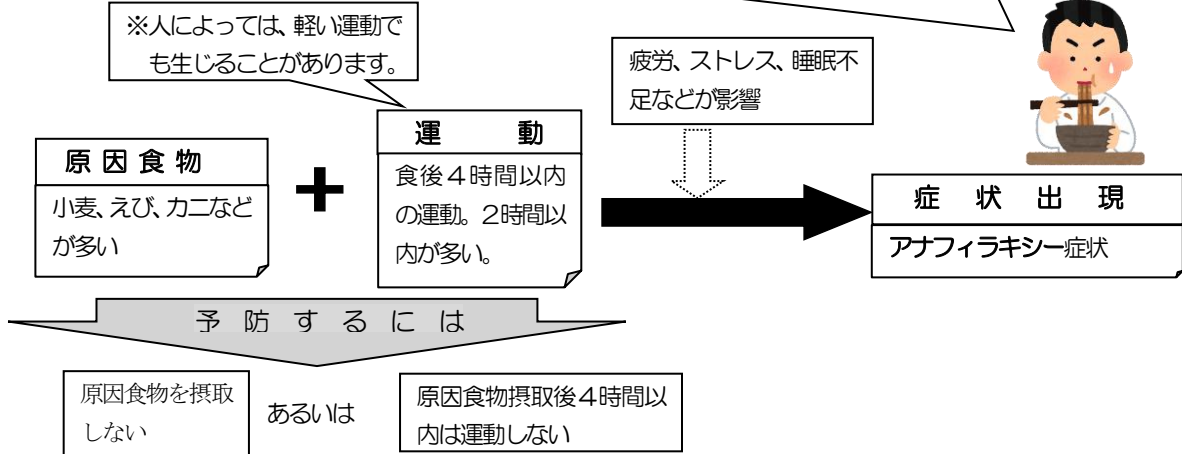 ※人によっては、軽い運動で
も生じることがあります。
疲労、ストレス、睡眠不
足などが影響
原因食物
小麦、えび、カニなど
が多い
運動
食後4時間以内
の運動。2時間以
内が多い。
症状出現
アナフィラキシー症状
予防するには
原因食物を摂取
しない
あるいは
原因食物摂取後4時間以
内は運動しない